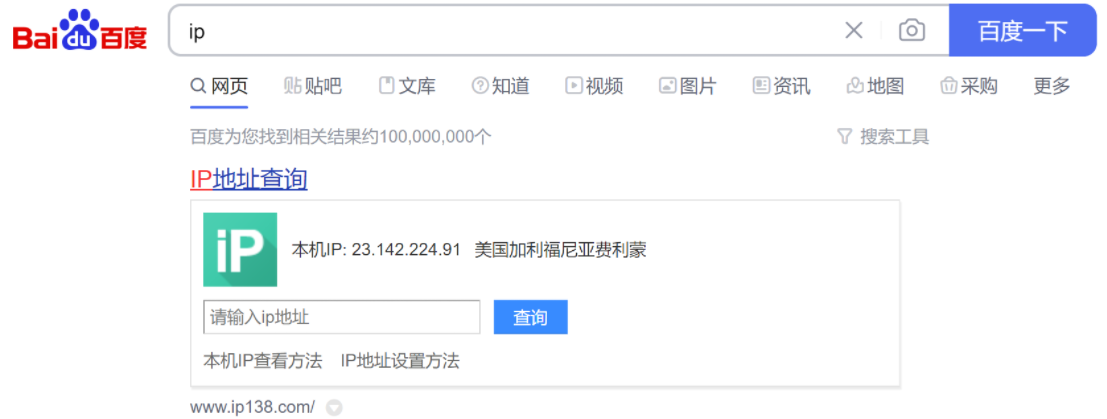 Bai du 百度 ip 百度一下
网页 贴吧 文库 知道 视频 图片 资讯 地图 采购 更多
百度为您找到相关结果约100,000,000个 搜索工具
IP地址查询
iP 本机IP: 23.142.224.91 美国加利福尼亚费利蒙
请输入ip地址 查询
本机IP查看方法 IP地址设置方法
www.ip138.com/